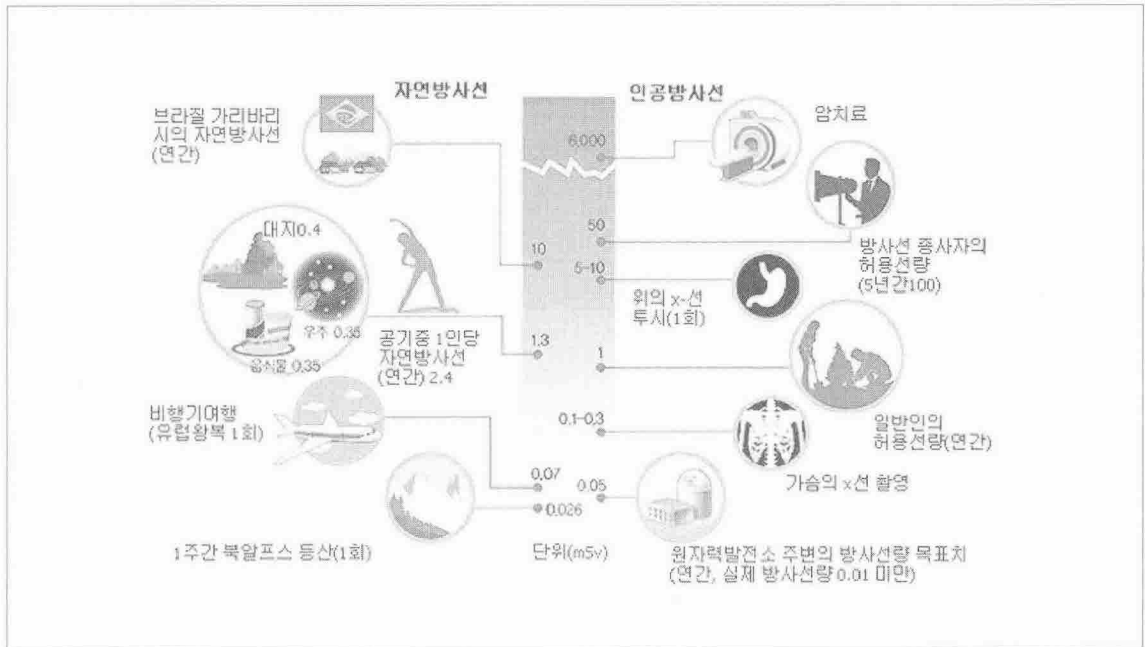 자연방사선
인공방사선
브라질 가리바리
시의 자연방사선
(연간)
6,000
암치료
대지0.4
우주 0.35
음식물 0.35
10
50
방사선 종사자의
허용선량
(5년간100)
5-10
위의 x-선
투시(1회)
공기중 1인당
자연방사선
(연간) 2.4
1.3
1
일반인의
허용선량(연간)
비행기여행
(유럽왕복 1회)
0.1-0.3
가슴의 x선 촬영
0.07
0.05
0.026
1주간 북알프스 등산(1회)
단위(mSv)
원자력발전소 주변의 방사선량 목표치
(연간, 실제 방사선량 0.01 미만)